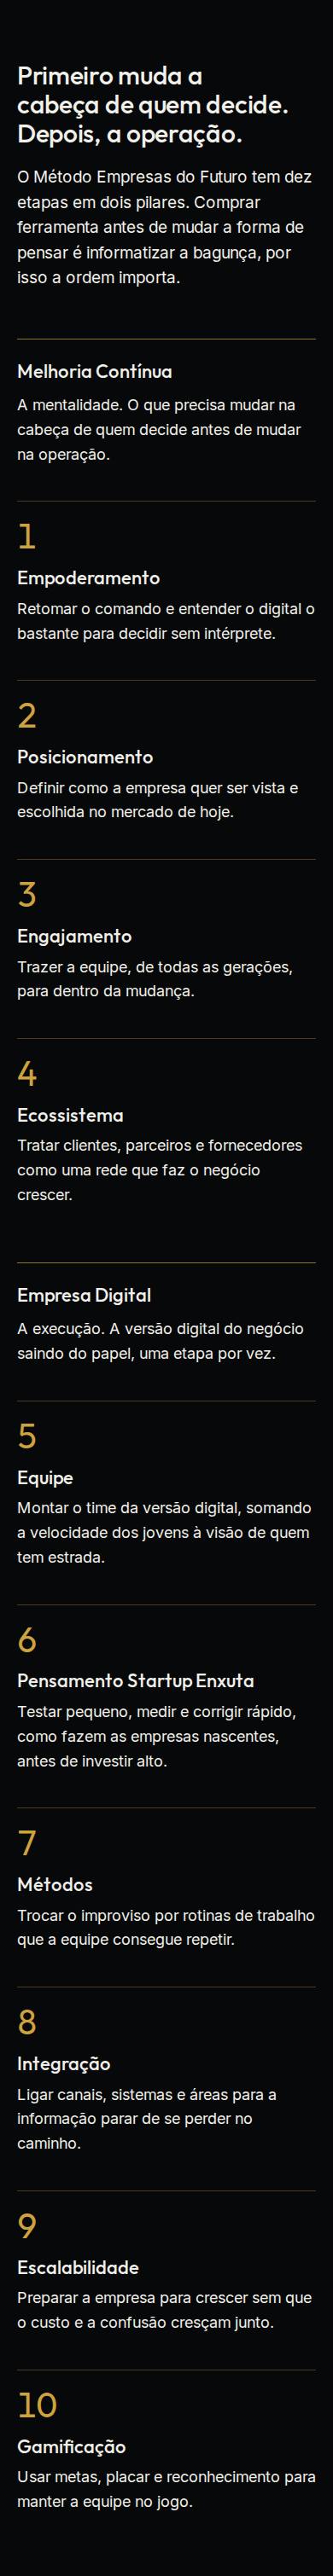 Primeiro muda a
cabeça de quem decide.
Depois, a operação.
O Método Empresas do Futuro tem dez
etapas em dois pilares. Comprar
ferramenta antes de mudar a forma de
pensar é informatizar a bagunça, por
isso a ordem importa.
Melhoria Contínua
A mentalidade. O que precisa mudar na
cabeça de quem decide antes de mudar
na operação.
1
Empoderamento
Retomar o comando e entender o digital o
bastante para decidir sem intérprete.
2
Posicionamento
Definir como a empresa quer ser vista e
escolhida no mercado de hoje.
3
Engajamento
Trazer a equipe, de todas as gerações,
para dentro da mudança.
4
Ecossistema
Tratar clientes, parceiros e fornecedores
como uma rede que faz o negócio
crescer.
Empresa Digital
A execução. A versão digital do negócio
saindo do papel, uma etapa por vez.
5
Equipe
Montar o time da versão digital, somando
a velocidade dos jovens à visão de quem
tem estrada.
6
Pensamento Startup Enxuta
Testar pequeno, medir e corrigir rápido,
como fazem as empresas nascentes,
antes de investir alto.
7
Métodos
Trocar o improviso por rotinas de trabalho
que a equipe consegue repetir.
8
Integração
Ligar canais, sistemas e áreas para a
informação parar de se perder no
caminho.
9
Escalabilidade
Preparar a empresa para crescer sem que
o custo e a confusão cresçam junto.
10
Gamificação
Usar metas, placar e reconhecimento para
manter a equipe no jogo.